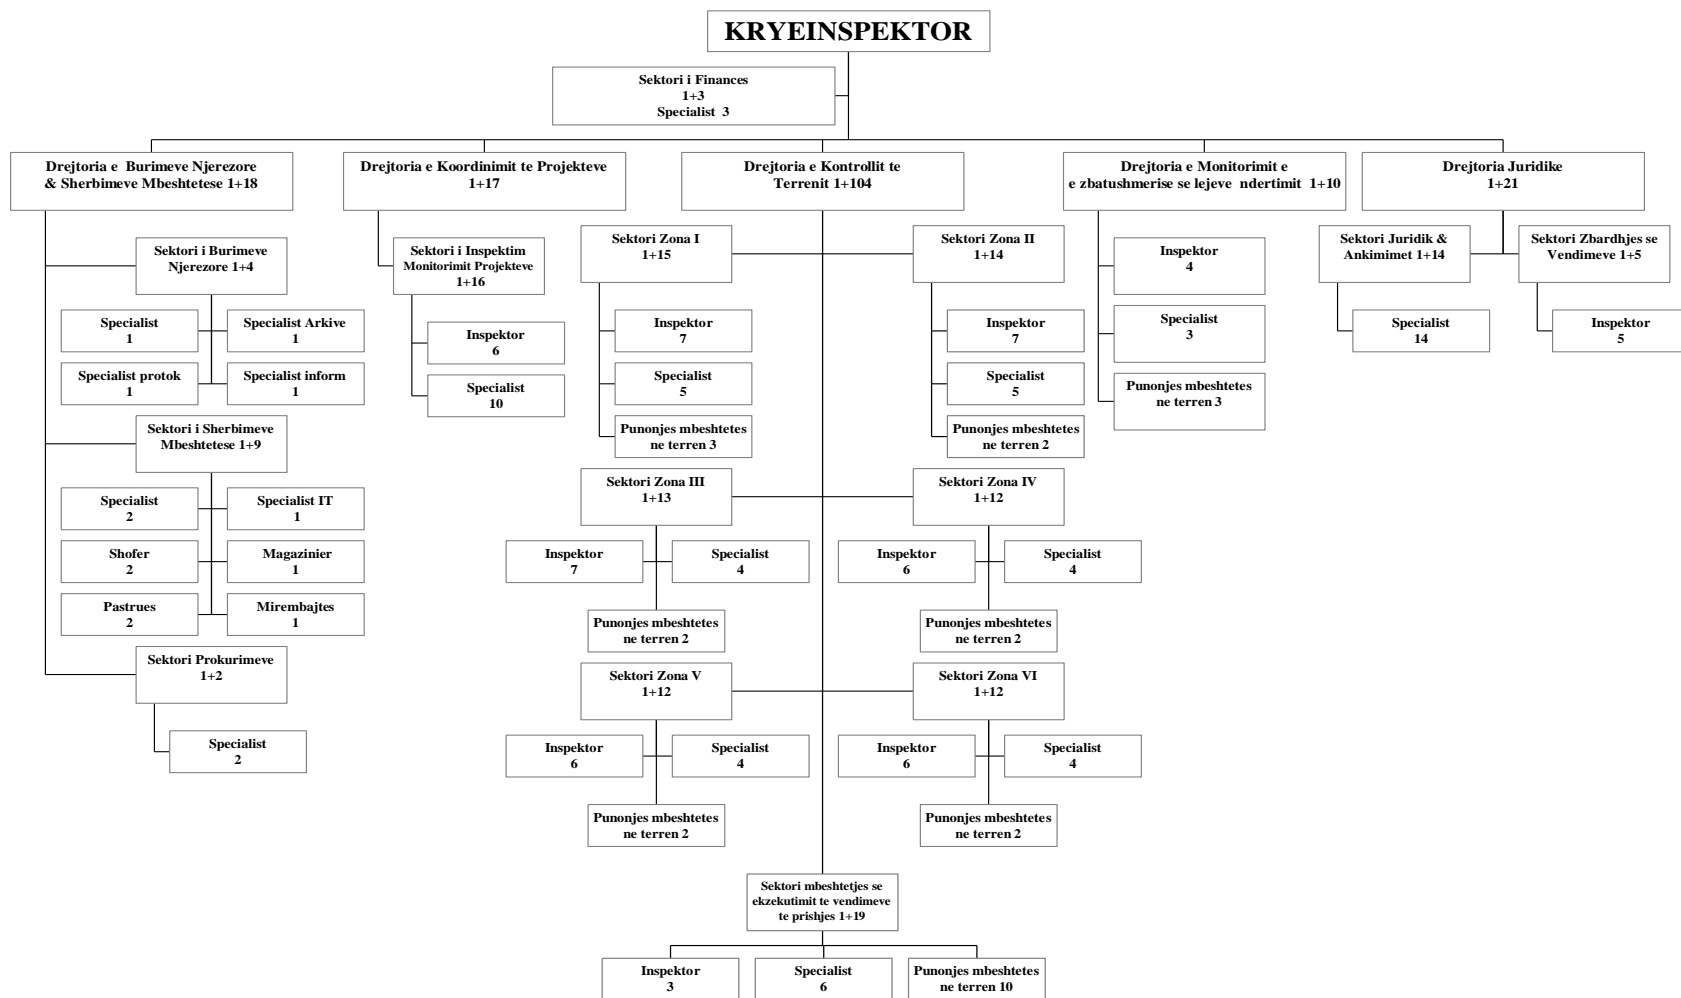 KRYEINSPEKTOR
Sektori i Finances
1+3
Specialist 3
Drejtoria e Burimeve Njerezore
& Sherbimeve Mbeshtetese 1+18
Drejtoria e Koordinimit te Projekteve
1+17
Drejtoria e Kontrollit te
Terrenit 1+104
Drejtoria e Monitorimit e
e zbatushmerise se lejeve ndertimit 1+10
Drejtoria Juridike
1+21
Sektori i Burimeve
Njerezore 1+4
Specialist
1
Specialist Arkive
1
Specialist protok
1
Specialist inform
1
Sektori i Sherbimeve
Mbeshtetese 1+9
Specialist
2
Specialist IT
1
Shofer
2
Magazinier
1
Pastrues
2
Mirembajtes
1
Sektori Prokurimeve
1+2
Specialist
2
Sektori i Inspektim
Monitorimit Projekteve
1+16
Inspektor
6
Specialist
10
Sektori Zona I
1+15
Inspektor
7
Specialist
5
Punonjes mbeshtetes
ne terren 3
Sektori Zona II
1+14
Inspektor
7
Specialist
5
Punonjes mbeshtetes
ne terren 2
Sektori Zona III
1+13
Inspektor
7
Specialist
4
Punonjes mbeshtetes
ne terren 2
Sektori Zona IV
1+12
Inspektor
6
Specialist
4
Punonjes mbeshtetes
ne terren 2
Sektori Zona V
1+12
Inspektor
6
Specialist
4
Punonjes mbeshtetes
ne terren 2
Sektori Zona VI
1+12
Inspektor
6
Specialist
4
Punonjes mbeshtetes
ne terren 2
Sektori mbeshtetjes se
ekzekutimit te vendimeve
te prishjes 1+19
Inspektor
3
Specialist
6
Punonjes mbeshtetes
ne terren 10
Inspektor
4
Specialist
3
Punonjes mbeshtetes
ne terren 3
Sektori Juridik &
Ankimimet 1+14
Specialist
14
Sektori Zbardhjes se
Vendimeve 1+5
Inspektor
5